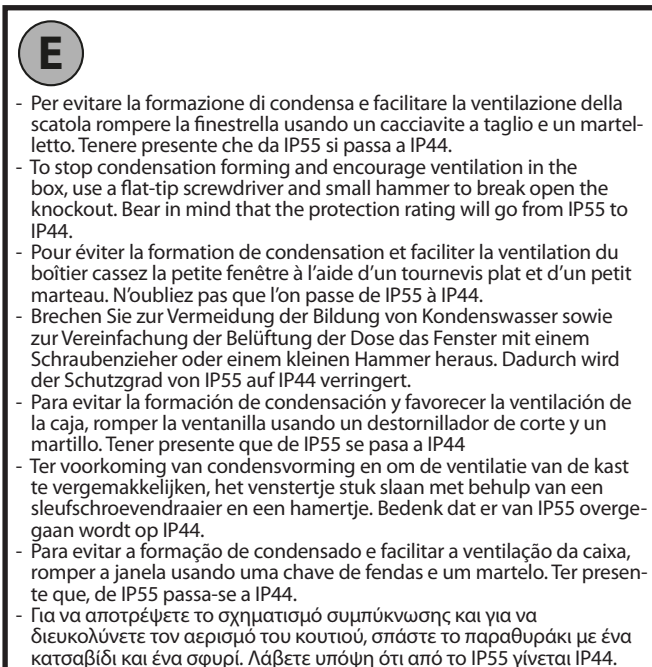 E
- Per evitare la formazione di condensa e facilitare la ventilazione della
scatola rompere la finestrella usando un cacciavite a taglio e un martel-
letto. Tenere presente che da IP55 si passa a IP44.
- To stop condensation forming and encourage ventilation in the
box, use a flat-tip screwdriver and small hammer to break open the
knockout. Bear in mind that the protection rating will go from IP55 to
IP44.
- Pour éviter la formation de condensation et faciliter la ventilation du
boîtier cassez la petite fenêtre à l’aide d’un tournevis plat et d’un petit
marteau. N’oubliez pas que l’on passe de IP55 à IP44.
- Brechen Sie zur Vermeidung der Bildung von Kondenswasser sowie
zur Vereinfachung der Belüftung der Dose das Fenster mit einem
Schraubenzieher oder einem kleinen Hammer heraus. Dadurch wird
der Schutzgrad von IP55 auf IP44 verringert.
- Para evitar la formación de condensación y favorecer la ventilación de
la caja, romper la ventanilla usando un destornillador de corte y un
martillo. Tener presente que de IP55 se pasa a IP44
- Ter voorkoming van condensvorming en om de ventilatie van de kast
te vergemakkelijken, het venstertje stuk slaan met behulp van een
sleufschroevendraaier en een hamertje. Bedenk dat er van IP55 overge-
gaan wordt op IP44.
- Para evitar a formação de condensado e facilitar a ventilação da caixa,
romper a janela usando uma chave de fendas e um martelo. Ter presen-
te que, de IP55 passa-se a IP44.
- Για να αποτρέψετε το σχηματισμό συμπύκνωσης και για να
διευκολύνετε τον αερισμό του κουτιού, σπάστε το παραθυράκι με ένα
κατσαβίδι και ένα σφυρί. Λάβετε υπόψη ότι από το IP55 γίνεται IP44.